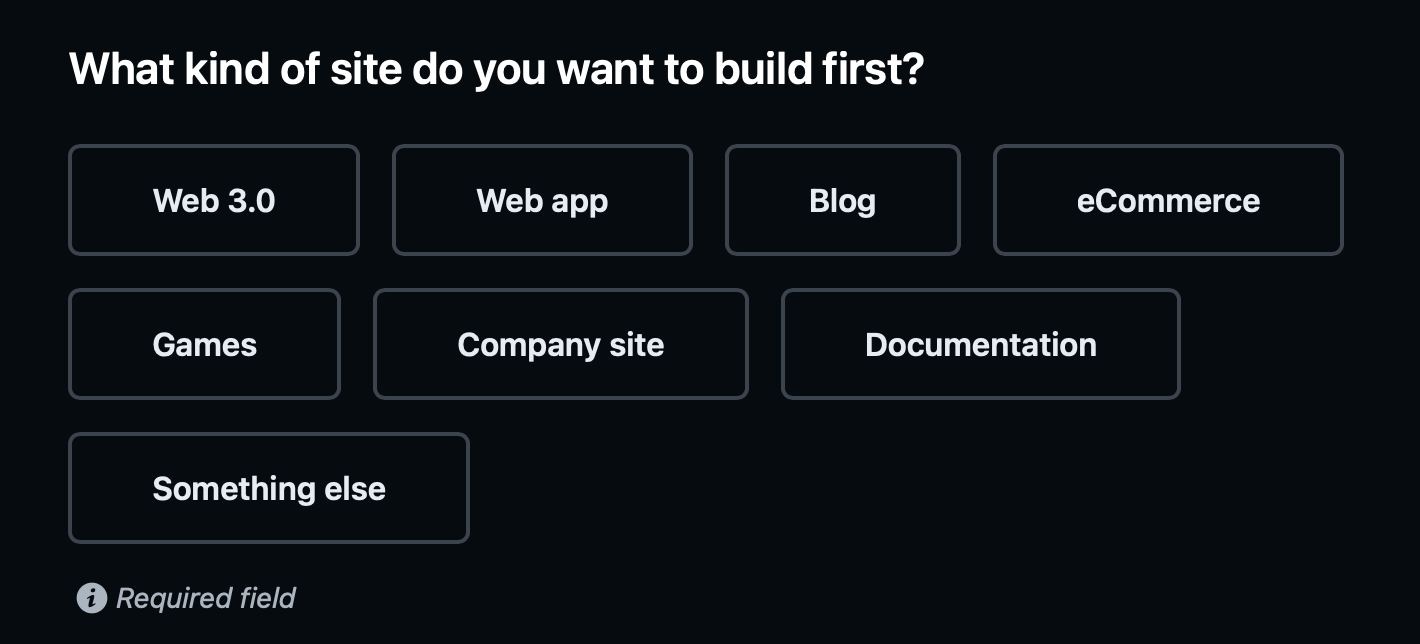 What kind of site do you want to build first?
Web 3.0 Web app Blog eCommerce
Games Company site Documentation
Something else
Required field